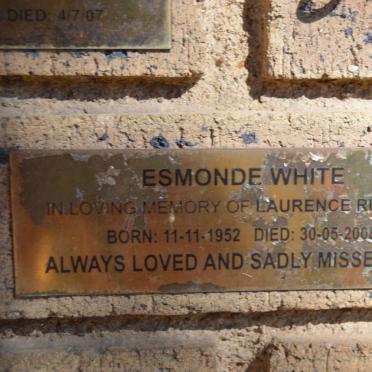 DIED: 4/7/07
ESMONDE WHITE
IN LOVING MEMORY OF LAURENCE
BORN: 11-11-1952 DIED: 30-05-200
ALWAYS LOVED AND SADLY MISSE